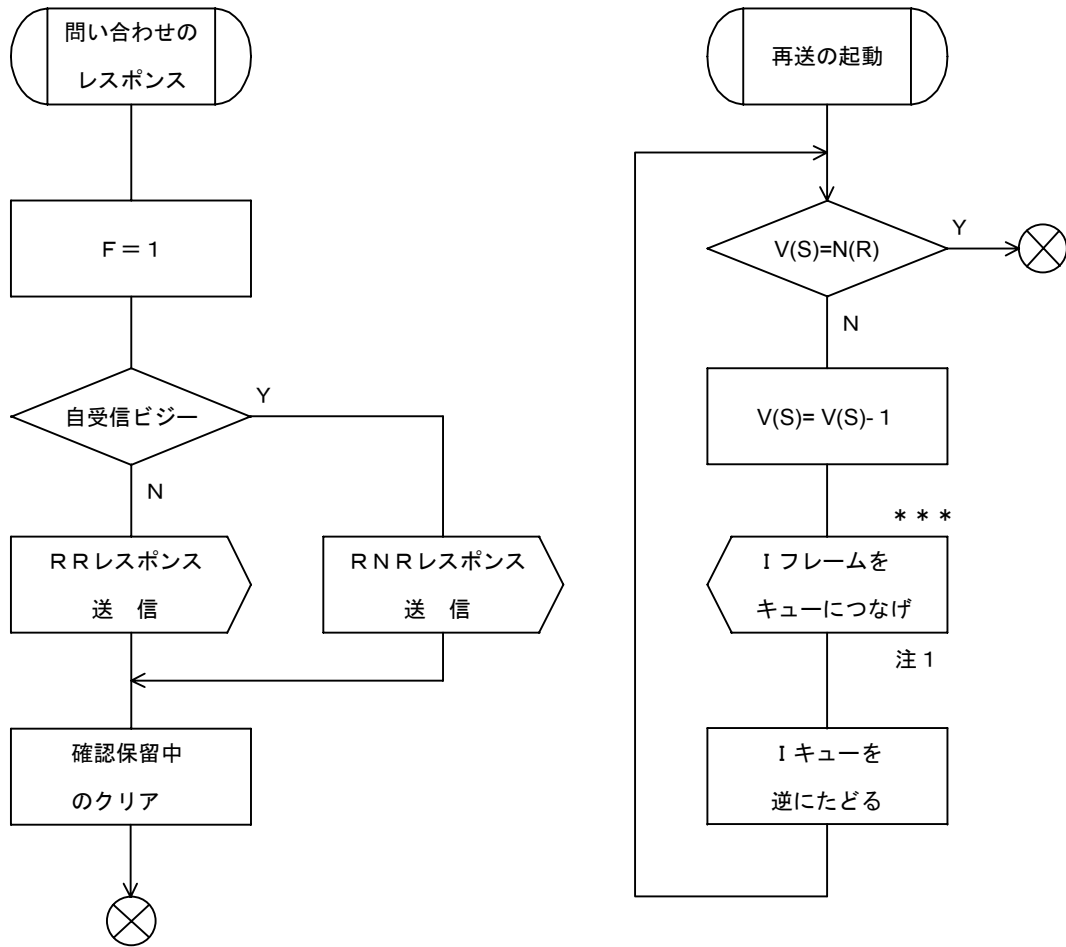 問い合わせの
レスポンス
F=1
自受信ビジー
Y
N
RRレスポンス
送 信
RNRレスポンス
送 信
確認保留中
のクリア
再送の起動
V(S)=N(R)
Y
N
V(S)= V(S)- 1
＊＊＊
I フレームを
キューにつなげ
注1
I キューを
逆にたどる